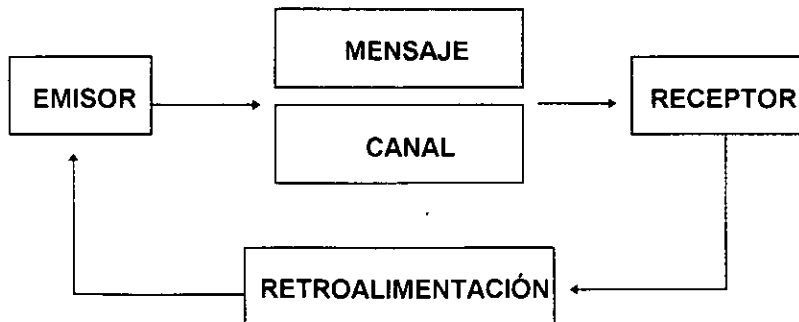 MENSAJE
EMISOR
RECEPTOR
CANAL
RETROALIMENTACIÓN